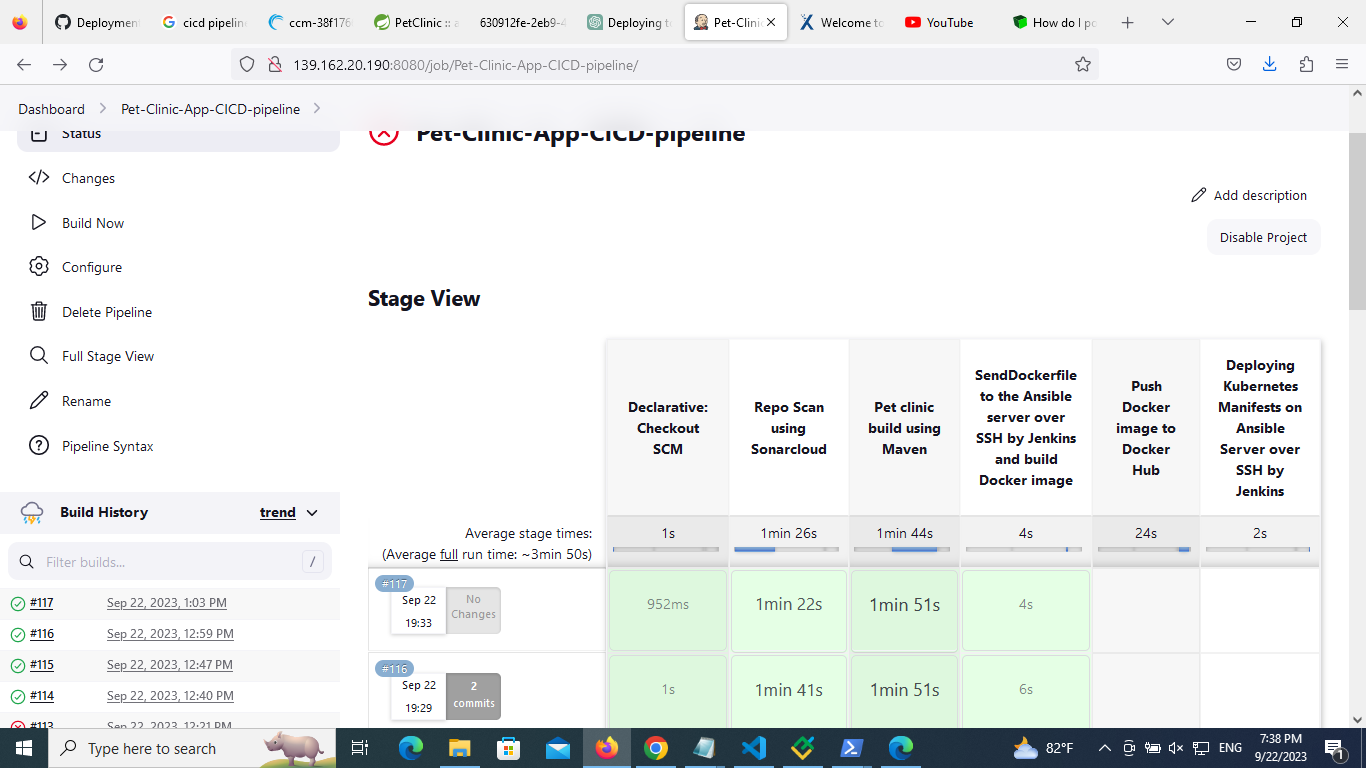 Deployment
cicd pipeline
ccm-38f176
PetClinic :: a
630912fe-2eb9-4
Deploying to
Pet-Clinic
Welcome to
YouTube
How do I po
139.162.20.190:8080/job/Pet-Clinic-App-CICD-pipeline/
Dashboard
Pet-Clinic-App-CICD-pipeline
Status
Changes
Build Now
Configure
Delete Pipeline
Full Stage View
Rename
Pipeline Syntax
Build History
trend
Filter builds...
/
#117 Sep 22, 2023, 1:03 PM
#116 Sep 22, 2023, 12:59 PM
#115 Sep 22, 2023, 12:47 PM
#114 Sep 22, 2023, 12:40 PM
#113 Sep 22, 2023, 12:21 PM
Pet-Clinic-App-CICD-pipeline
Add description
Disable Project
Stage View
Declarative:
Checkout
SCM
Repo Scan
using
Sonarcloud
Pet clinic
build using
Maven
SendDockerfile
to the Ansible
server over
SSH by Jenkins
and build
Docker image
Push
Docker
image to
Docker
Hub
Deploying
Kubernetes
Manifests on
Ansible
Server over
SSH by
Jenkins
Average stage times:
(Average full run time: ~3min 50s)
1s
1min 26s
1min 44s
4s
24s
2s
#117
Sep 22
19:33
No
Changes
952ms
1min 22s
1min 51s
4s
#116
Sep 22
19:29
2
commits
1s
1min 41s
1min 51s
6s
Type here to search
82°F
ENG
7:38 PM
9/22/2023
1